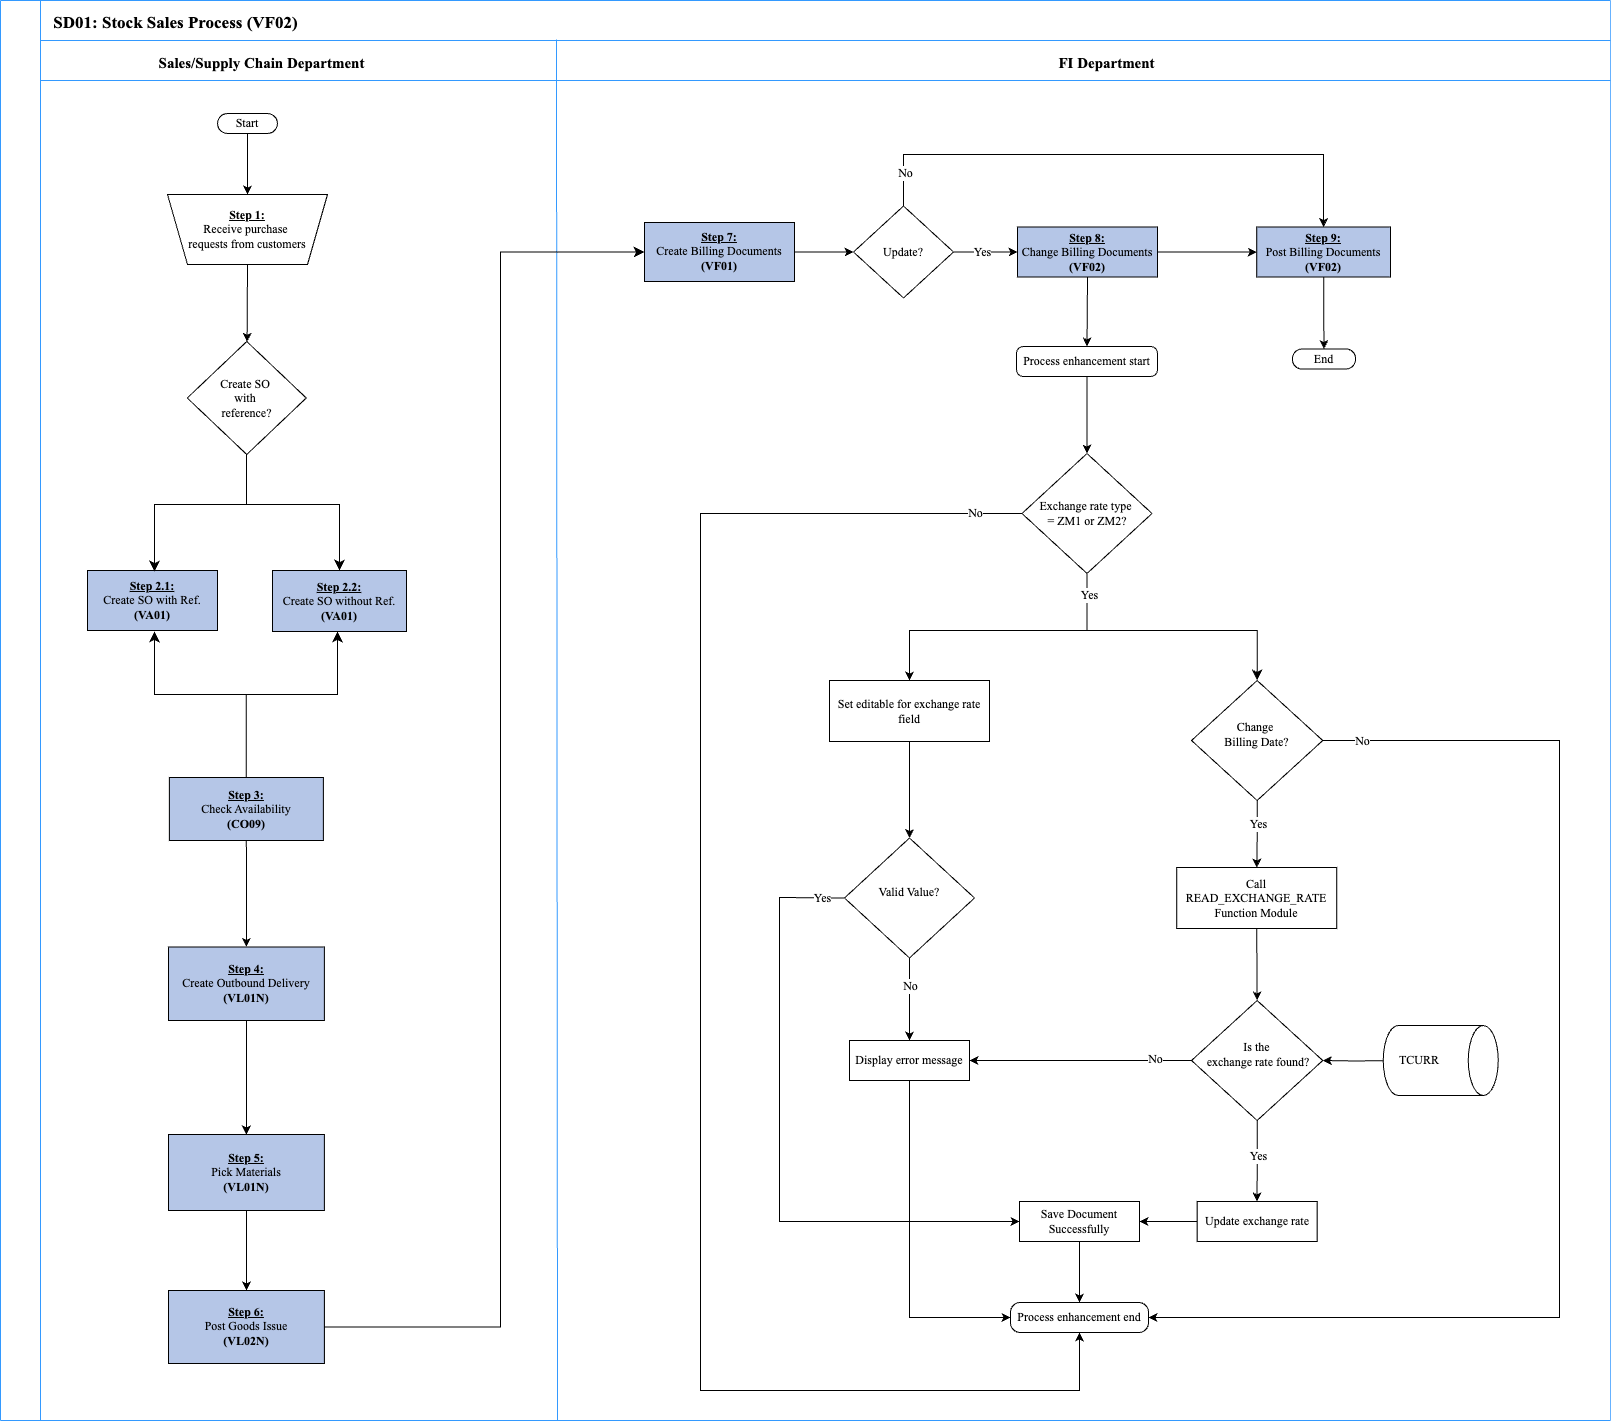 SD01: Stock Sales Process (VF02)
Sales/Supply Chain Department
FI Department
Start
Step 1:
Receive purchase
requests from customers
Create SO
with
reference?
Step 2.1:
Create SO with Ref.
(VA01)
Step 2.2:
Create SO without Ref.
(VA01)
Step 3:
Check Availability
(CO09)
Step 4:
Create Outbound Delivery
(VL01N)
Step 5:
Pick Materials
(VL01N)
Step 6:
Post Goods Issue
(VL02N)
Step 7:
Create Billing Documents
(VF01)
Update?
No
Yes
Step 8:
Change Billing Documents
(VF02)
Step 9:
Post Billing Documents
(VF02)
End
Process enhancement start
Exchange rate type
= ZM1 or ZM2?
No
Yes
Set editable for exchange rate
field
Change
Billing Date?
No
Yes
Valid Value?
Yes
No
Call
READ_EXCHANGE_RATE
Function Module
Display error message
No
Is the
exchange rate found?
TCURR
Yes
Save Document
Successfully
Update exchange rate
Process enhancement end